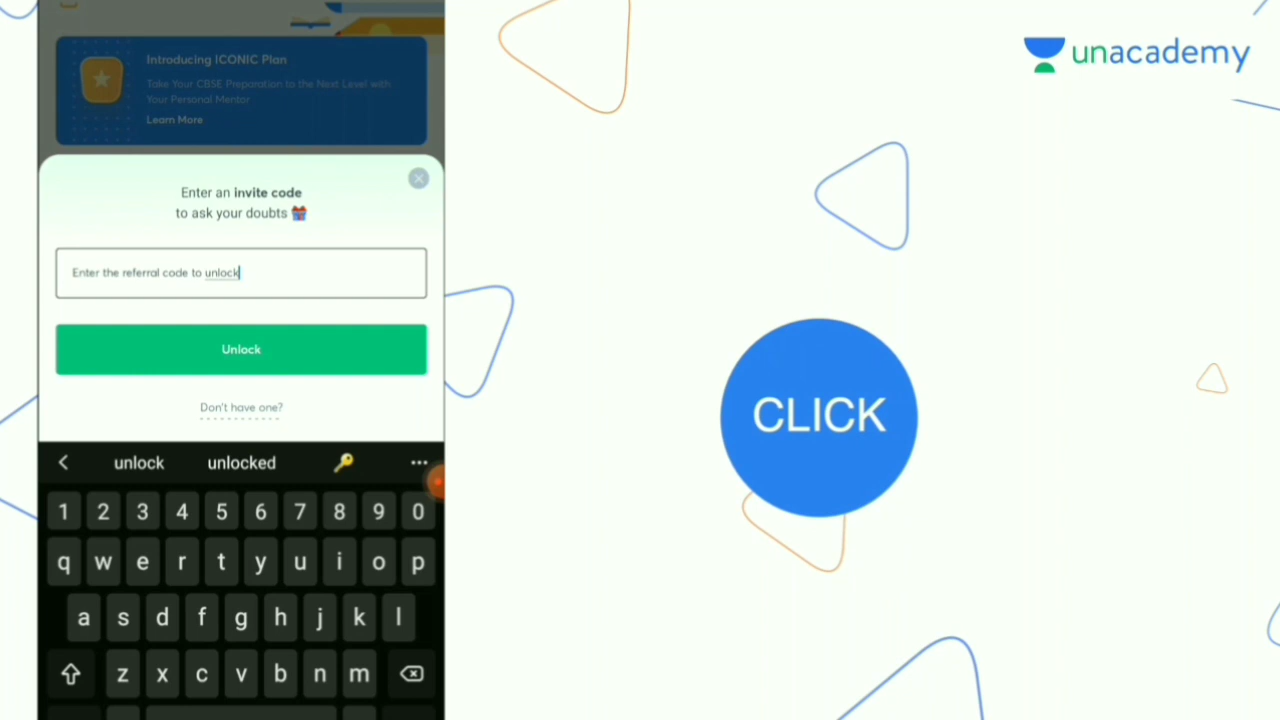 Introducing ICONIC Plan
Take Your CBSE Preparation to the Next Level with
Your Personal Mentor
Learn More
Enter an invite code
to ask your doubts 🎁
Enter the referral code to unlock
Unlock
Don't have one?
unlock unlocked 🔑 ...
1 2 3 4 5 6 7 8 9 0
q w e r t y u i o p
a s d f g h j k l
z x c v b n m
unacademy
CLICK